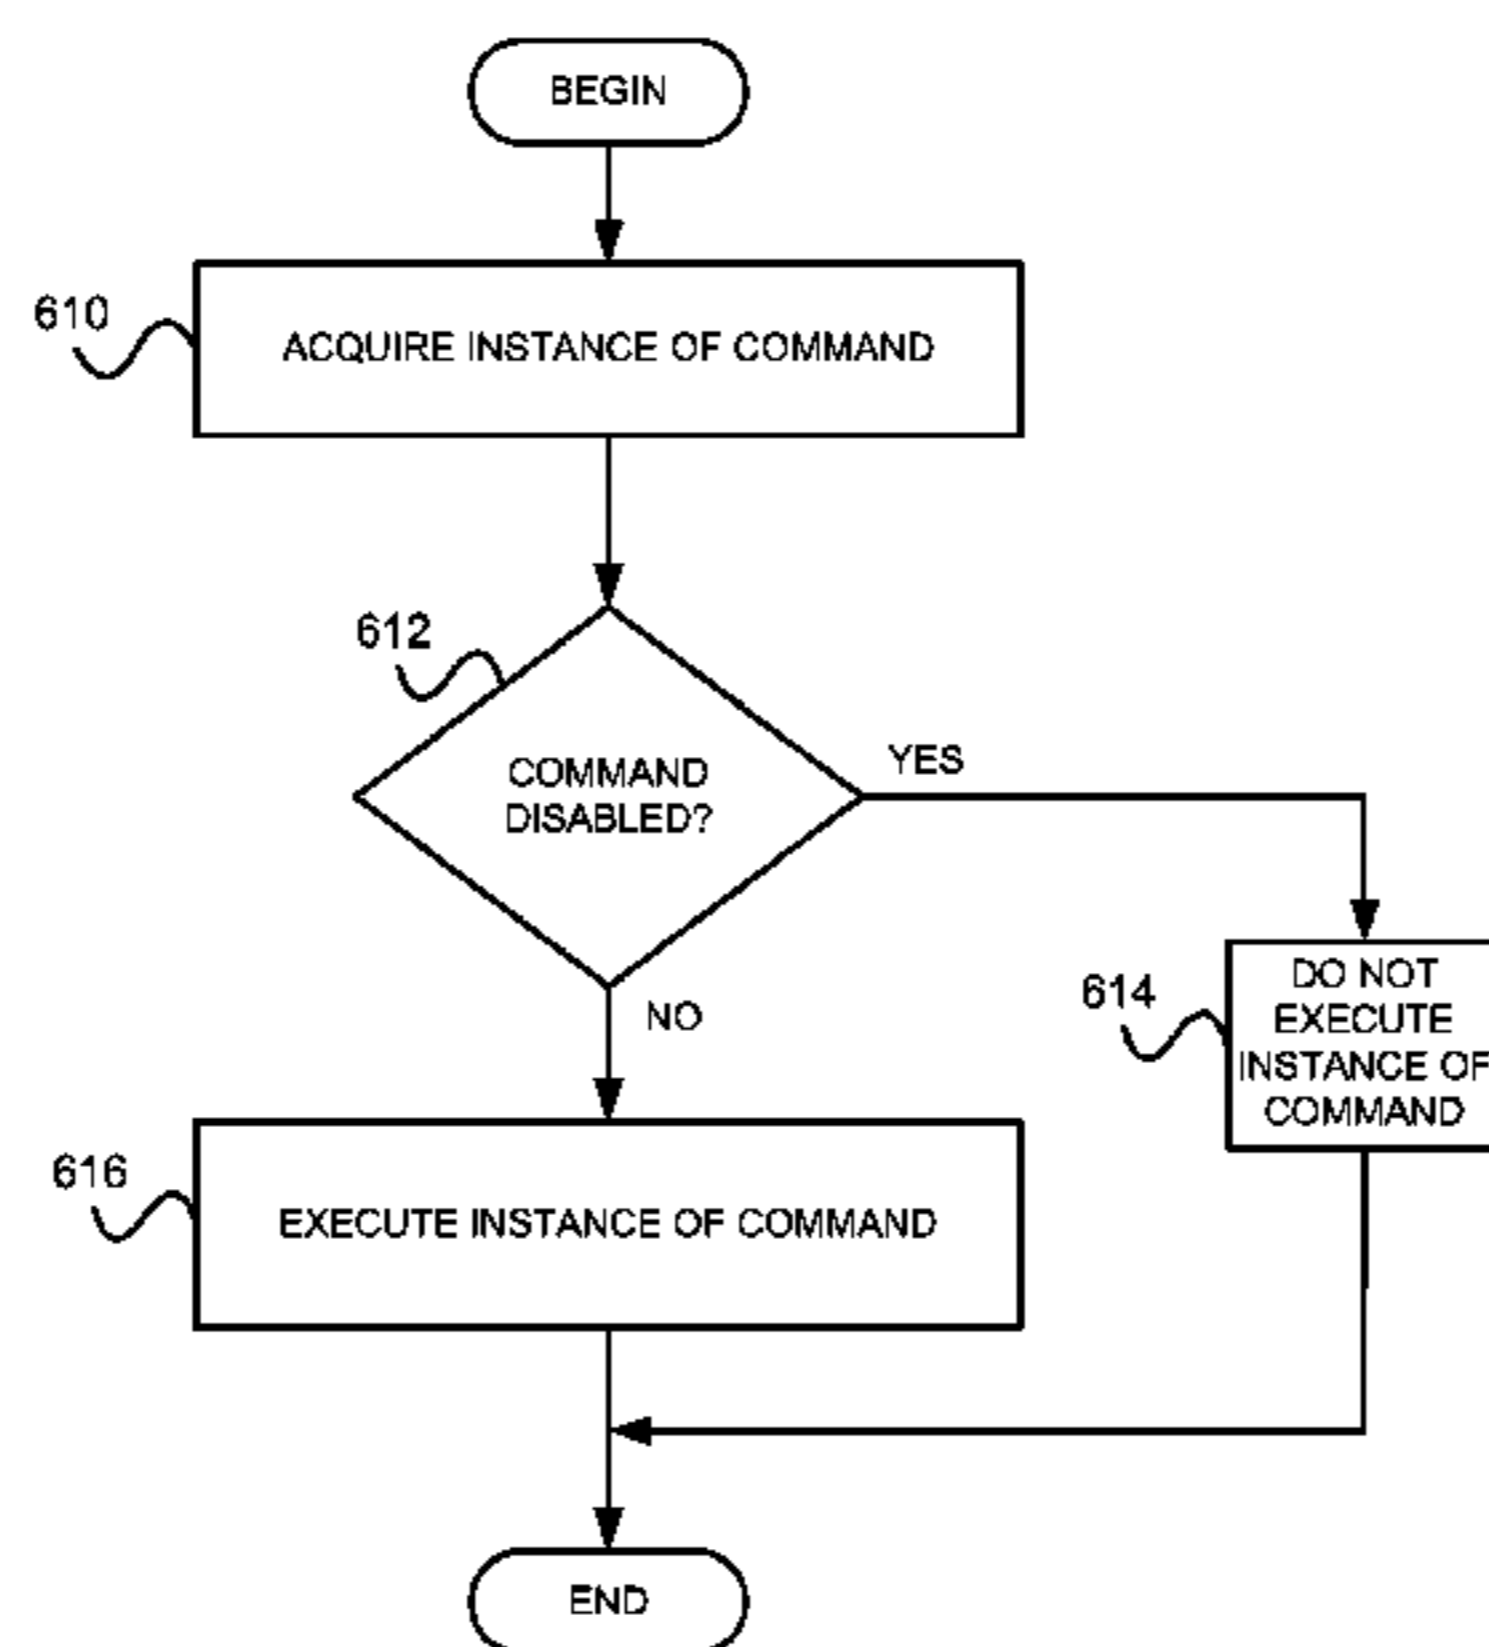 BEGIN
610
ACQUIRE INSTANCE OF COMMAND
612
COMMAND
DISABLED?
YES
NO
614
DO NOT
EXECUTE
INSTANCE OF
COMMAND
616
EXECUTE INSTANCE OF COMMAND
END